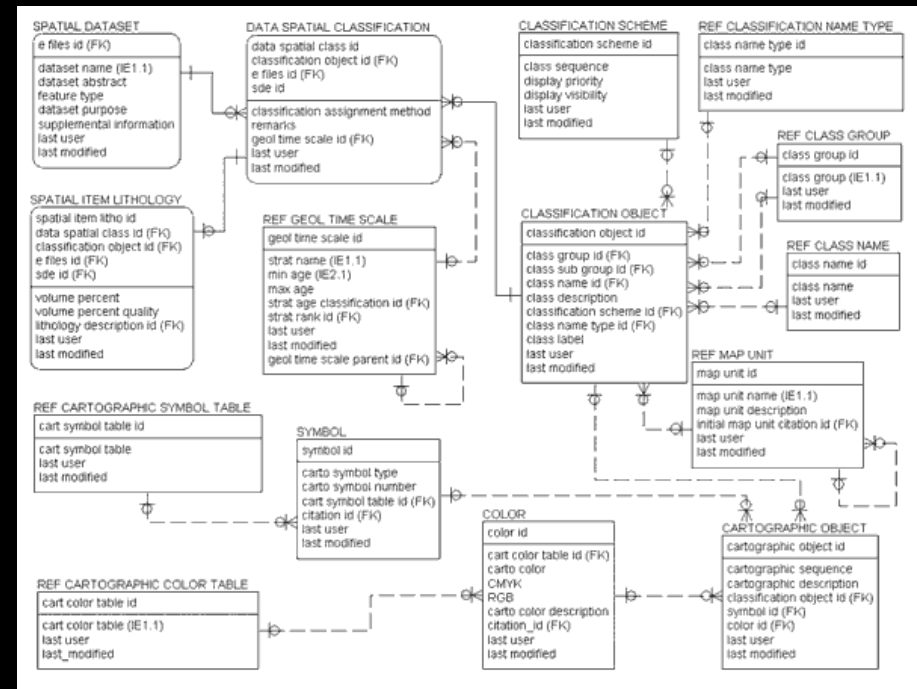 SPATIAL DATASET
e files id (FK)
dataset name (IE1.1)
dataset abstract
feature type
dataset purpose
supplemental information
last user
last modified
DATA SPATIAL CLASSIFICATION
data spatial class id
classification object id (FK)
e files id (FK)
sde id
classification assignment method
remarks
geol time scale id (FK)
last user
last modified
CLASSIFICATION SCHEME
classification scheme id
class sequence
display priority
display visibility
last user
last modified
REF CLASSIFICATION NAME TYPE
class name type id
class name type
last user
last modified
REF CLASS GROUP
class group id
class group (IE1.1)
last user
last modified
SPATIAL ITEM LITHOLOGY
spatial item litho id
data spatial class id (FK)
classification object id (FK)
e files id (FK)
sde id (FK)
volume percent
volume percent quality
lithology description id (FK)
last user
last modified
REF GEOL TIME SCALE
geol time scale id
strat name (IE1.1)
min age (IE2.1)
max age
strat age classification id (FK)
strat rank id (FK)
last user
last modified
geol time scale parent id (FK)
CLASSIFICATION OBJECT
classification object id
class group id (FK)
class sub group id (FK)
class name id (FK)
class description
classification scheme id (FK)
class name type id (FK)
class label
last user
last modified
REF CLASS NAME
class name id
class name
last user
last modified
REF MAP UNIT
map unit id
map unit name (IE1.1)
map unit description
initial map unit citation id (FK)
last user
last modified
REF CARTOGRAPHIC SYMBOL TABLE
cart symbol table id
cart symbol table
last user
last modified
SYMBOL
symbol id
carto symbol type
carto symbol number
cart symbol table id (FK)
citation id (FK)
last user
last modified
COLOR
color id
cart color table id (FK)
carto color
CMYK
RGB
carto color description
citation_id (FK)
last user
last modified
CARTOGRAPHIC OBJECT
cartographic object id
cartographic sequence
cartographic description
classification object id (FK)
symbol id (FK)
color id (FK)
last user
last modified
REF CARTOGRAPHIC COLOR TABLE
cart color table id
cart color table (IE1.1)
last user
last_modified